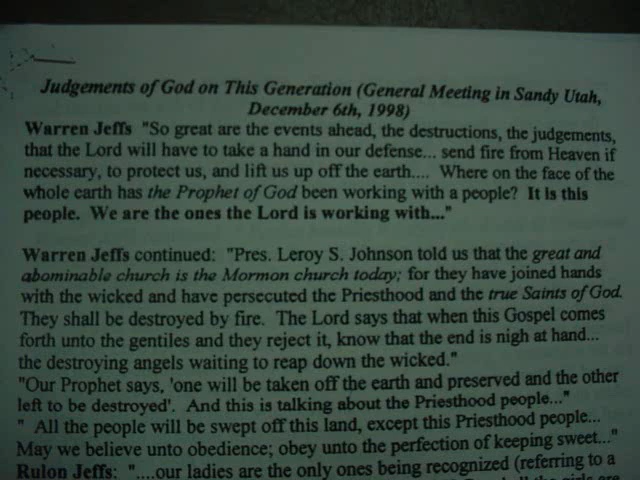 Judgements of God on This Generation (General Meeting in Sandy Utah,
December 6th, 1998)
Warren Jeffs "So great are the events ahead, the destructions, the judgements,
that the Lord will have to take a hand in our defense... send fire from Heaven if
necessary, to protect us, and lift us up off the earth.... Where on the face of the
whole earth has the Prophet of God been working with a people? It is this
people. We are the ones the Lord is working with..."
Warren Jeffs continued: "Pres. Leroy S. Johnson told us that the great and
abominable church is the Mormon church today; for they have joined hands
with the wicked and have persecuted the Priesthood and the true Saints of God.
They shall be destroyed by fire. The Lord says that when this Gospel comes
forth unto the gentiles and they reject it, know that the end is nigh at hand...
the destroying angels waiting to reap down the wicked."
"Our Prophet says, 'one will be taken off the earth and preserved and the other
left to be destroyed'. And this is talking about the Priesthood people..."
" All the people will be swept off this land, except this Priesthood people...
May we believe unto obedience; obey unto the perfection of keeping sweet..."
Rulon Jeffs: "....our ladies are the only ones being recognized (referring to a